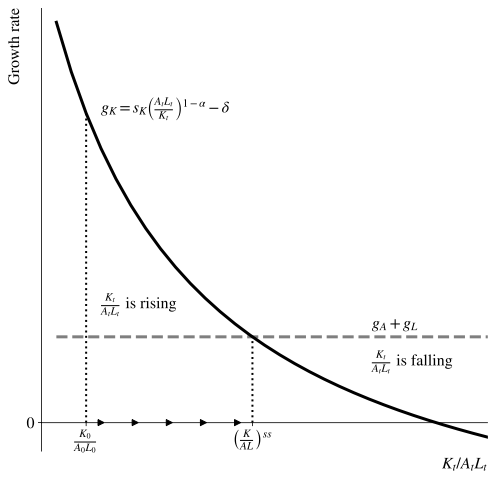 Growth rate
g_K = s_K(A_tL_t/K_t)^{1−α} − δ
K_t/A_tL_t is rising
g_A + g_L
K_t/A_tL_t is falling
0
K_0/A_0L_0
(K/AL)^{ss}
K_t/A_tL_t